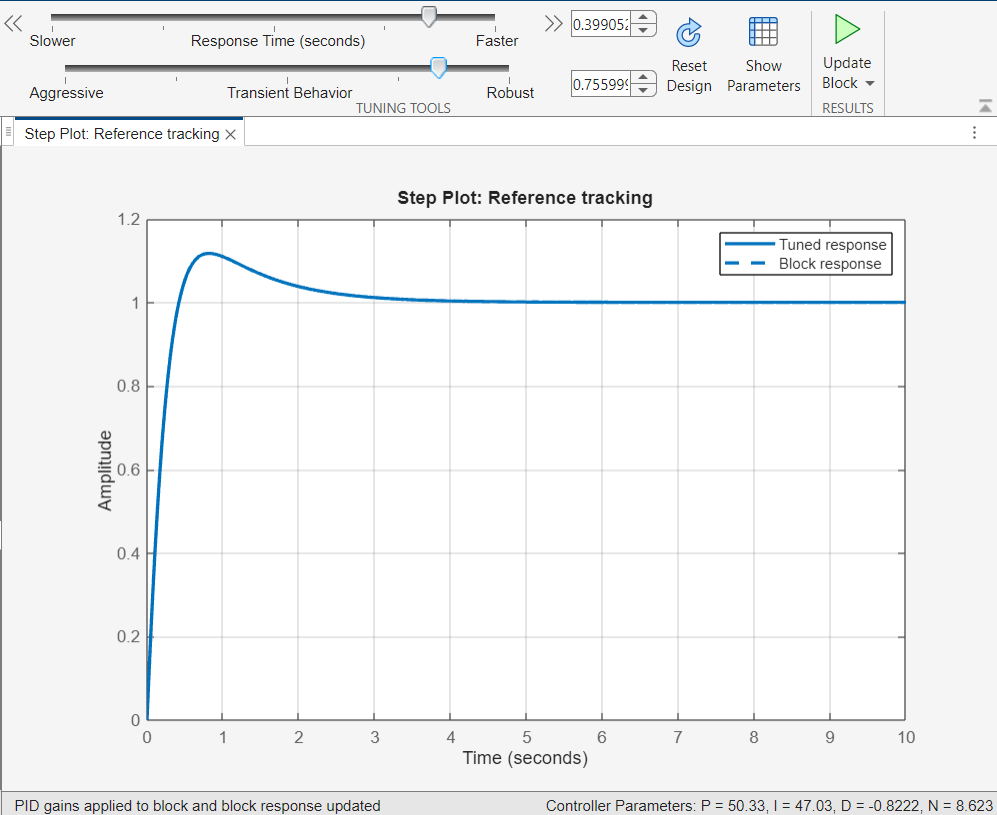 Slower Response Time (seconds) Faster
0.399052
Aggressive Transient Behavior Robust
0.755999
TUNING TOOLS
Reset
Design
Show
Parameters
Update
Block
RESULTS
Step Plot: Reference tracking
Step Plot: Reference tracking
Tuned response
Block response
Amplitude
1.2
1
0.8
0.6
0.4
0.2
0
0 1 2 3 4 5 6 7 8 9 10
Time (seconds)
PID gains applied to block and block response updated
Controller Parameters: P = 50.33, I = 47.03, D = -0.8222, N = 8.623